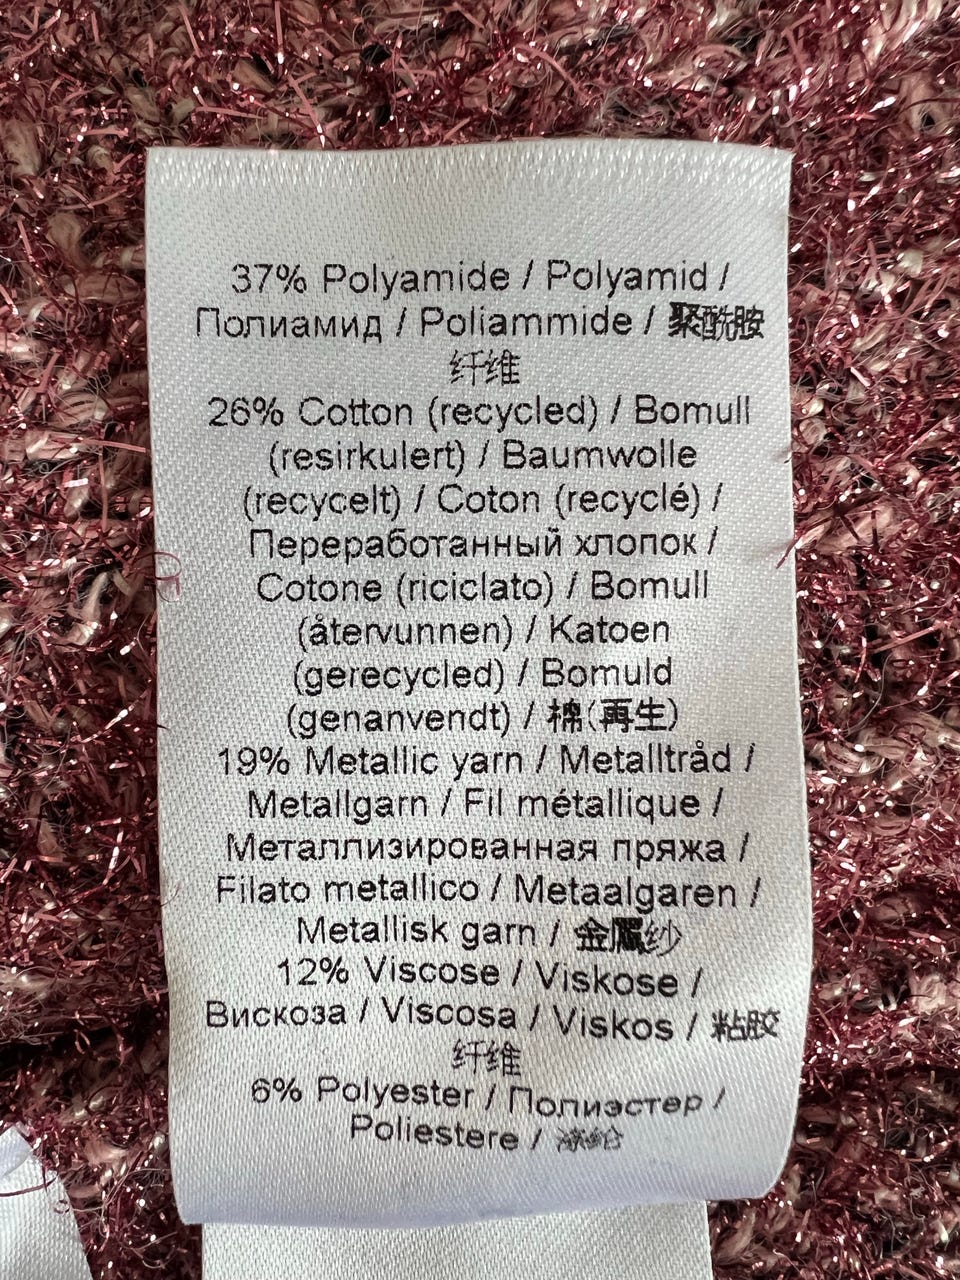 37% Polyamide / Polyamid /
Полиамид / Poliammide / 聚酰胺
纤维
26% Cotton (recycled) / Bomull
(resirkulert) / Baumwolle
(recycelt) / Coton (recyclé) /
Переработанный хлопок /
Cotone (riciclato) / Bomull
(återvunnen) / Katoen
(gerecycled) / Bomuld
(genanvendt) / 棉(再生)
19% Metallic yarn / Metalltråd /
Metallgarn / Fil métallique /
Металлизированная пряжа /
Filato metallico / Metaalgaren /
Metallisk garn / 金属纱
12% Viscose / Viskose /
Вискоза / Viscosa / Viskos / 粘胶
纤维
6% Polyester / Полиэстер /
Poliestere / 涤纶